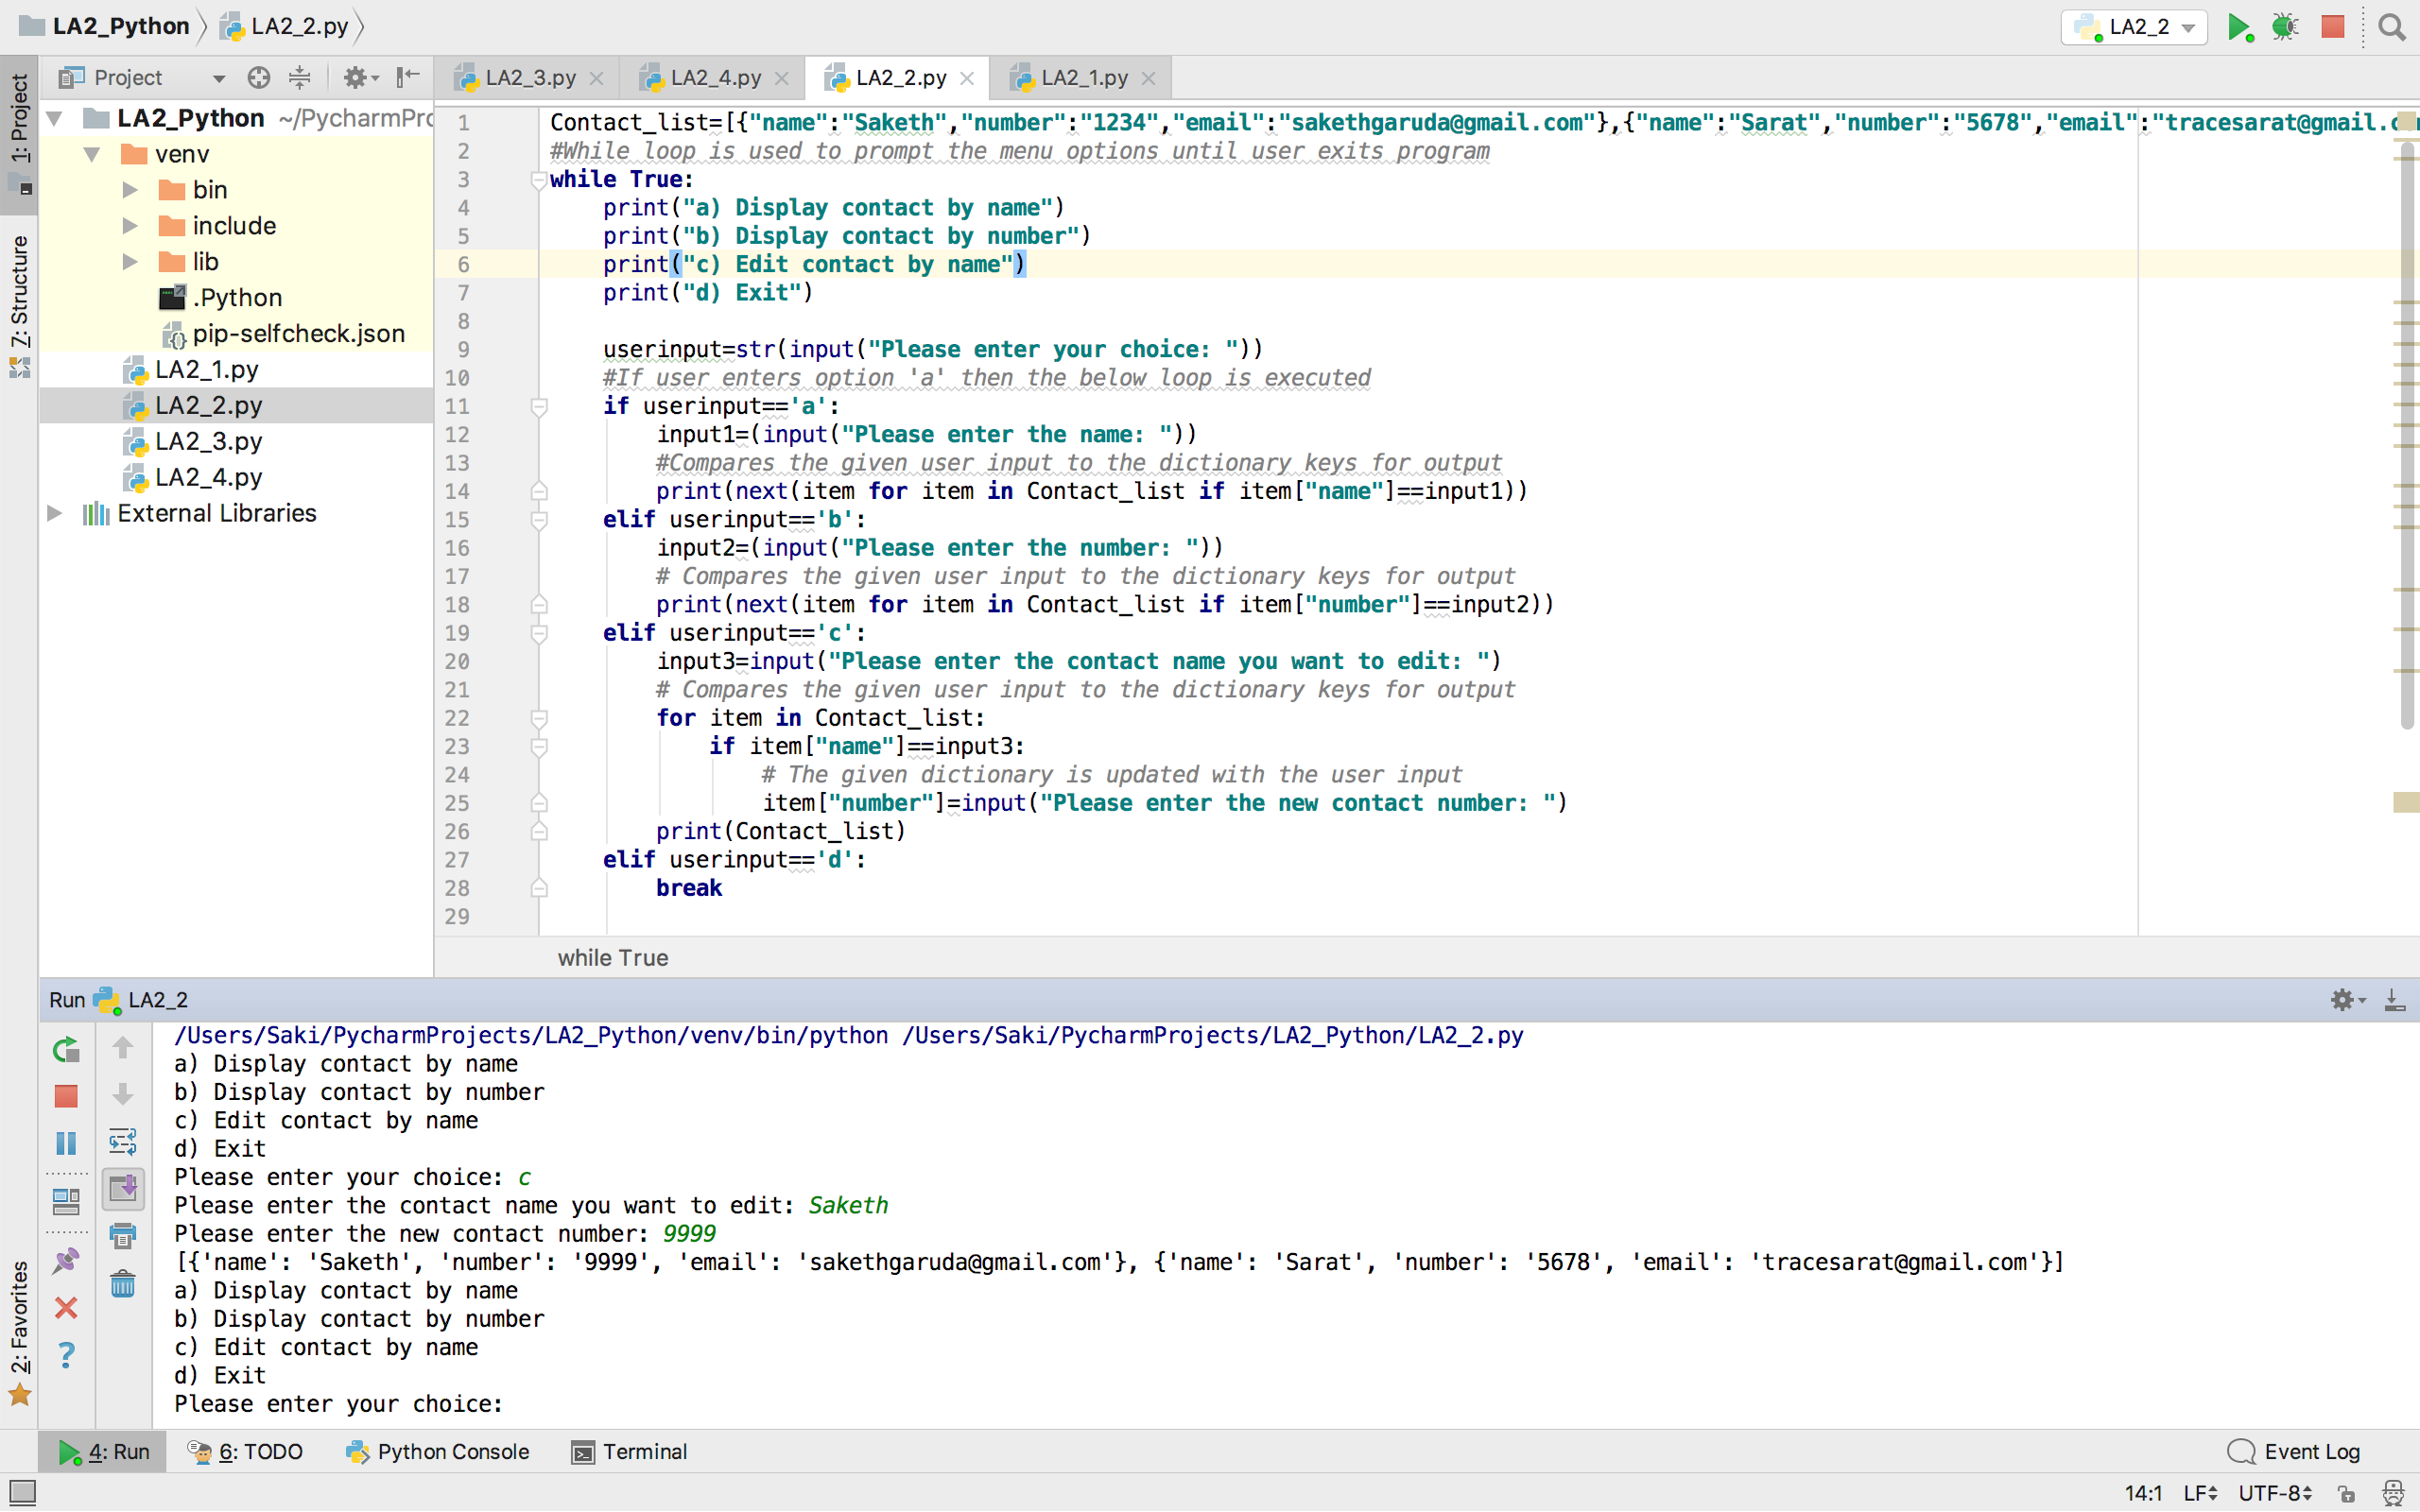 LA2_Python LA2_2.py LA2_2
1: Project
7: Structure
2: Favorites
Project
LA2_Python ~/PycharmPro
venv
bin
include
lib
.Python
pip-selfcheck.json
LA2_1.py
LA2_2.py
LA2_3.py
LA2_4.py
External Libraries
LA2_3.py LA2_4.py LA2_2.py LA2_1.py
1 Contact_list=[{"name":"Saketh","number":"1234","email":"sakethgaruda@gmail.com"},{"name":"Sarat","number":"5678","email":"tracesarat@gmail.com
2 #While loop is used to prompt the menu options until user exits program
3 while True:
4 print("a) Display contact by name")
5 print("b) Display contact by number")
6 print("c) Edit contact by name")
7 print("d) Exit")
8
9 userinput=str(input("Please enter your choice: "))
10 #If user enters option 'a' then the below loop is executed
11 if userinput=='a':
12 input1=(input("Please enter the name: "))
13 #Compares the given user input to the dictionary keys for output
14 print(next(item for item in Contact_list if item["name"]==input1))
15 elif userinput=='b':
16 input2=(input("Please enter the number: "))
17 # Compares the given user input to the dictionary keys for output
18 print(next(item for item in Contact_list if item["number"]==input2))
19 elif userinput=='c':
20 input3=input("Please enter the contact name you want to edit: ")
21 # Compares the given user input to the dictionary keys for output
22 for item in Contact_list:
23 if item["name"]==input3:
24 # The given dictionary is updated with the user input
25 item["number"]=input("Please enter the new contact number: ")
26 print(Contact_list)
27 elif userinput=='d':
28 break
29
while True
Run LA2_2
/Users/Saki/PycharmProjects/LA2_Python/venv/bin/python /Users/Saki/PycharmProjects/LA2_Python/LA2_2.py
a) Display contact by name
b) Display contact by number
c) Edit contact by name
d) Exit
Please enter your choice: c
Please enter the contact name you want to edit: Saketh
Please enter the new contact number: 9999
[{'name': 'Saketh', 'number': '9999', 'email': 'sakethgaruda@gmail.com'}, {'name': 'Sarat', 'number': '5678', 'email': 'tracesarat@gmail.com'}]
a) Display contact by name
b) Display contact by number
c) Edit contact by name
d) Exit
Please enter your choice:
4: Run 6: TODO Python Console Terminal Event Log
14:1 LF UTF-8